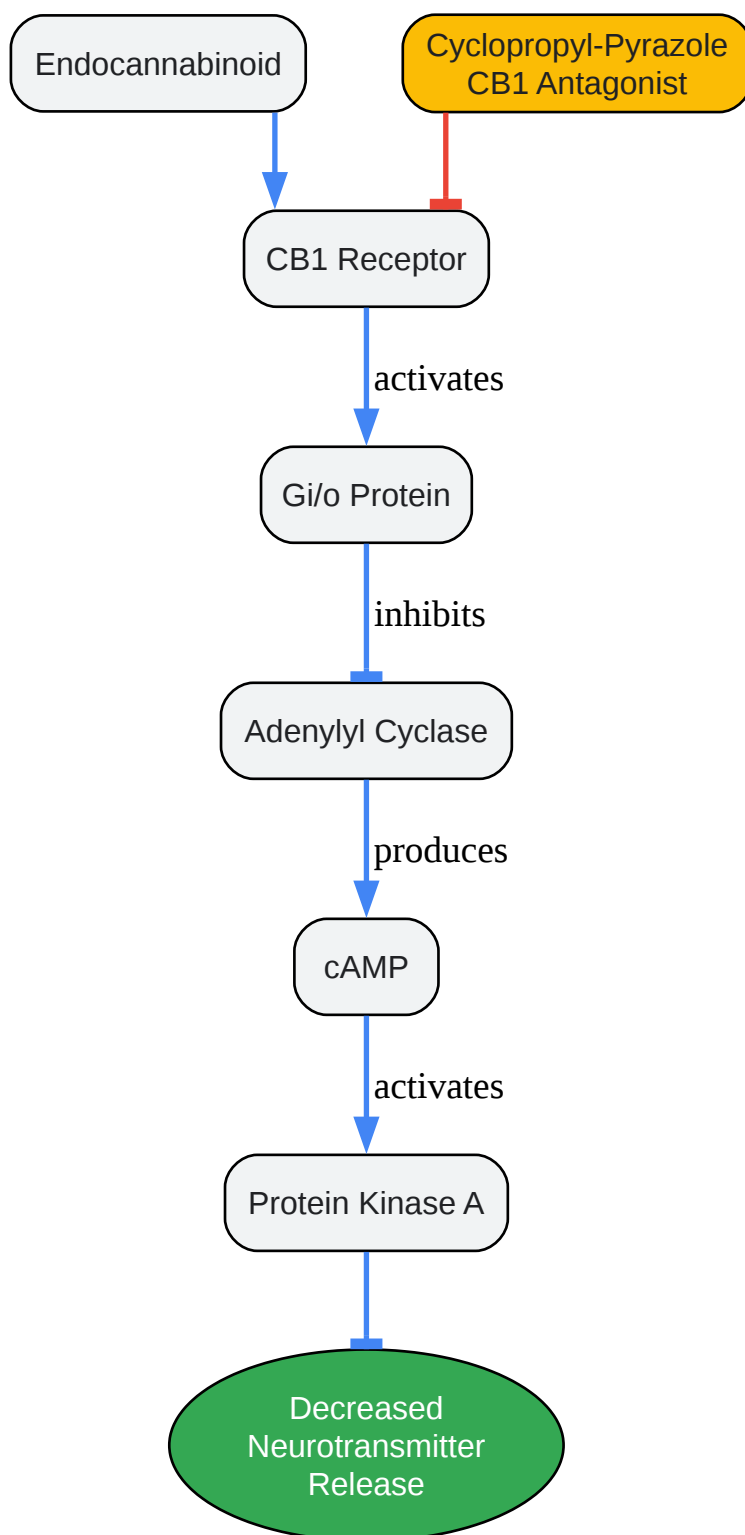 Endocannabinoid
Cyclopropyl-Pyrazole
CB1 Antagonist
CB1 Receptor
activates
Gi/o Protein
inhibits
Adenylyl Cyclase
produces
cAMP
activates
Protein Kinase A
Decreased
Neurotransmitter
Release